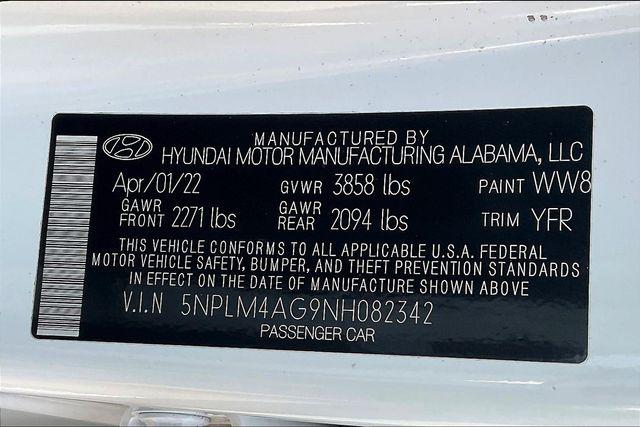 MANUFACTURED BY
HYUNDAI MOTOR MANUFACTURING ALABAMA, LLC
Apr/01/22 GVWR 3858 lbs PAINT WW8
GAWR FRONT 2271 lbs GAWR REAR 2094 lbs TRIM YFR
THIS VEHICLE CONFORMS TO ALL APPLICABLE U.S.A. FEDERAL
MOTOR VEHICLE SAFETY, BUMPER, AND THEFT PREVENTION STANDARDS
IN EFFECT ON THE DATE OF MANUFACTURE SHOWN ABOVE
V.I.N 5NPLM4AG9NH082342
PASSENGER CAR